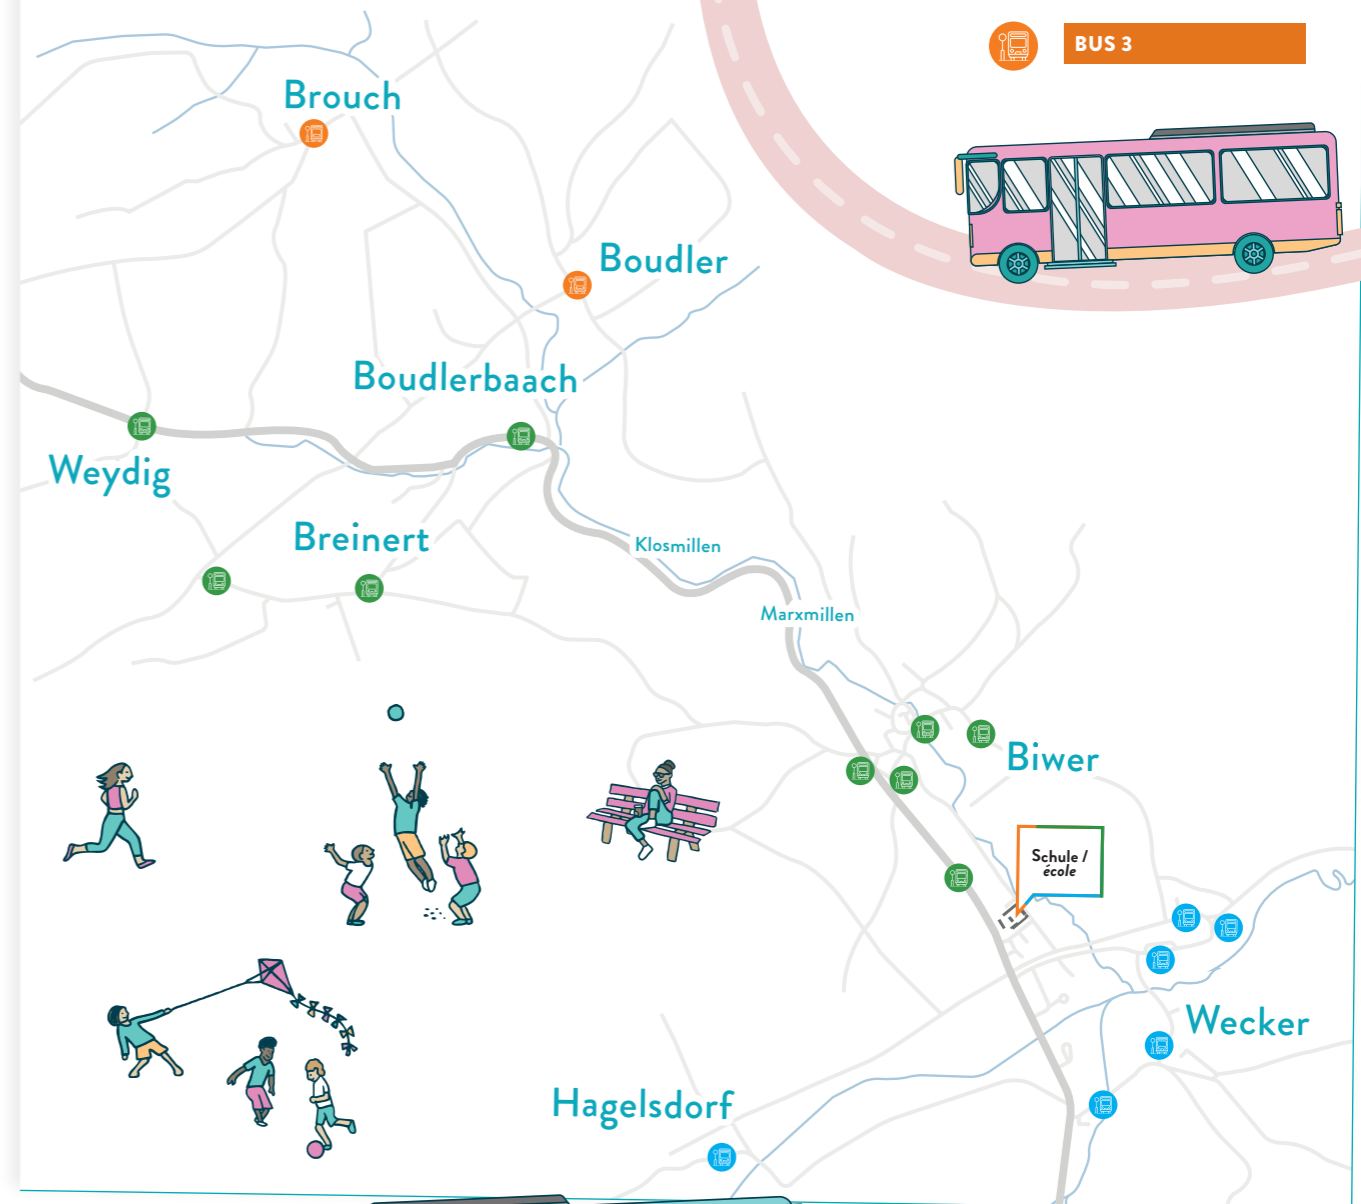 BUS 3
Brouch
Boudler
Boudlerbaach
Weydig
Breinert
Klosmillen
Marxmillen
Biwer
Schule /
école
Wecker
Hagelsdorf